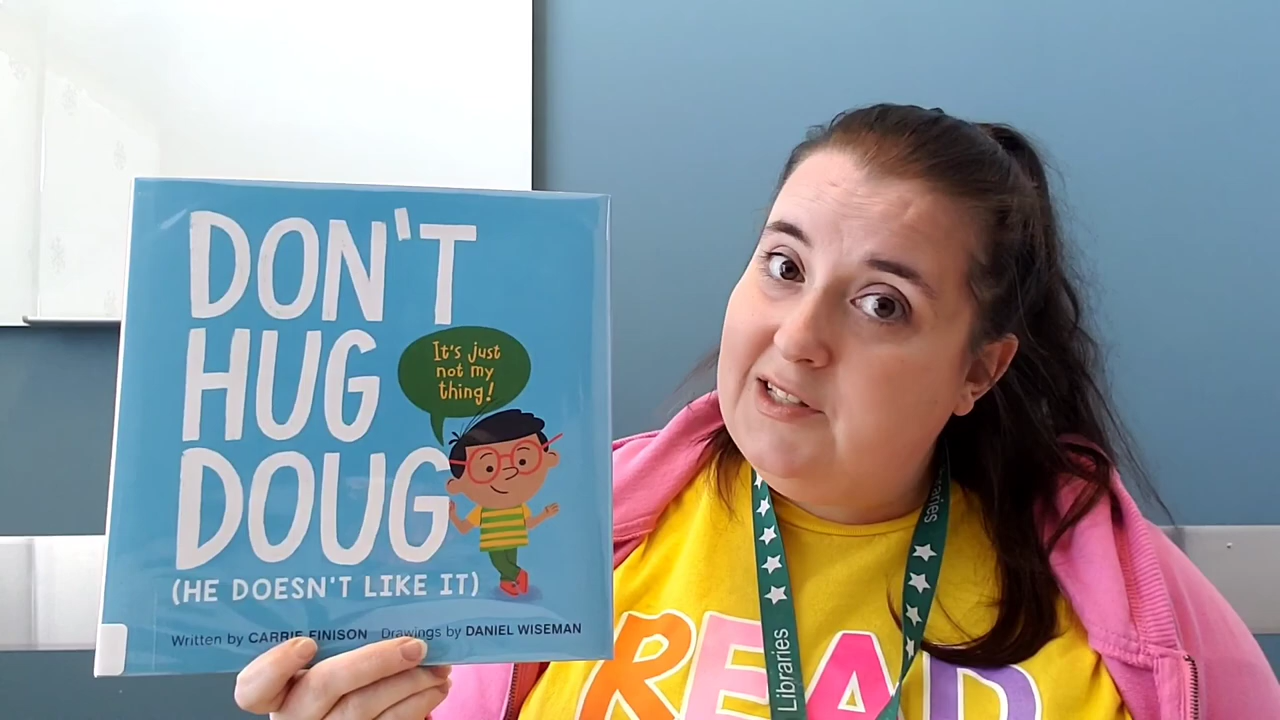 DON'T
HUG
DOUG
(HE DOESN'T LIKE IT)
It's just
not my
thing!
Written by CARRIE FINISON Drawings by DANIEL WISEMAN
READ
Libraries